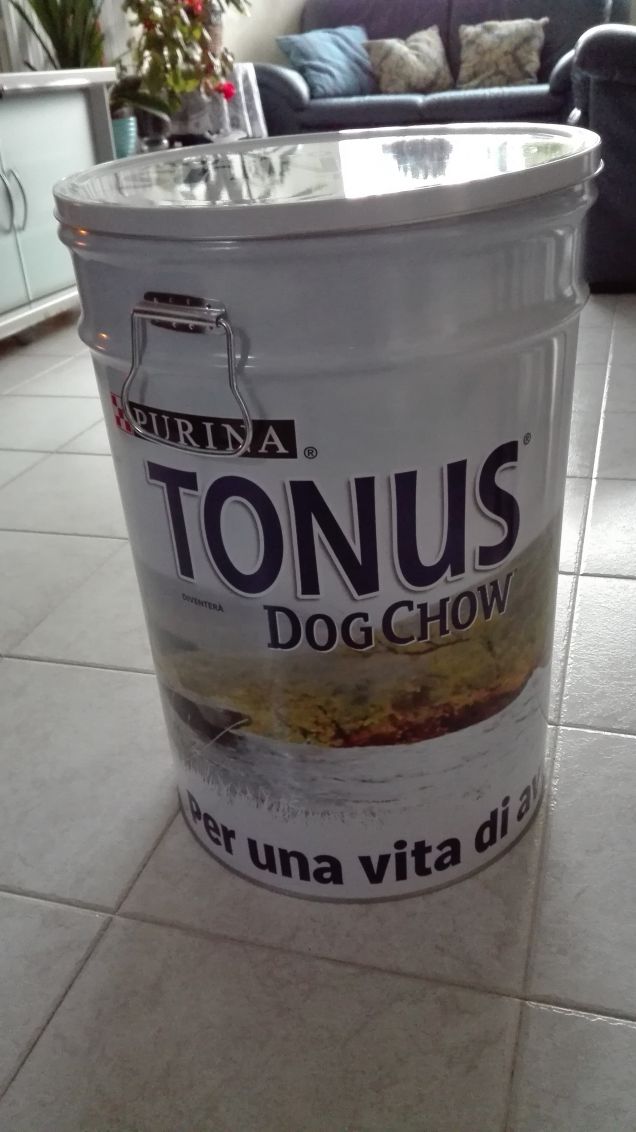 PURINA®
TONUS®
DIVENTERÀ
DOG CHOW
per una vita di